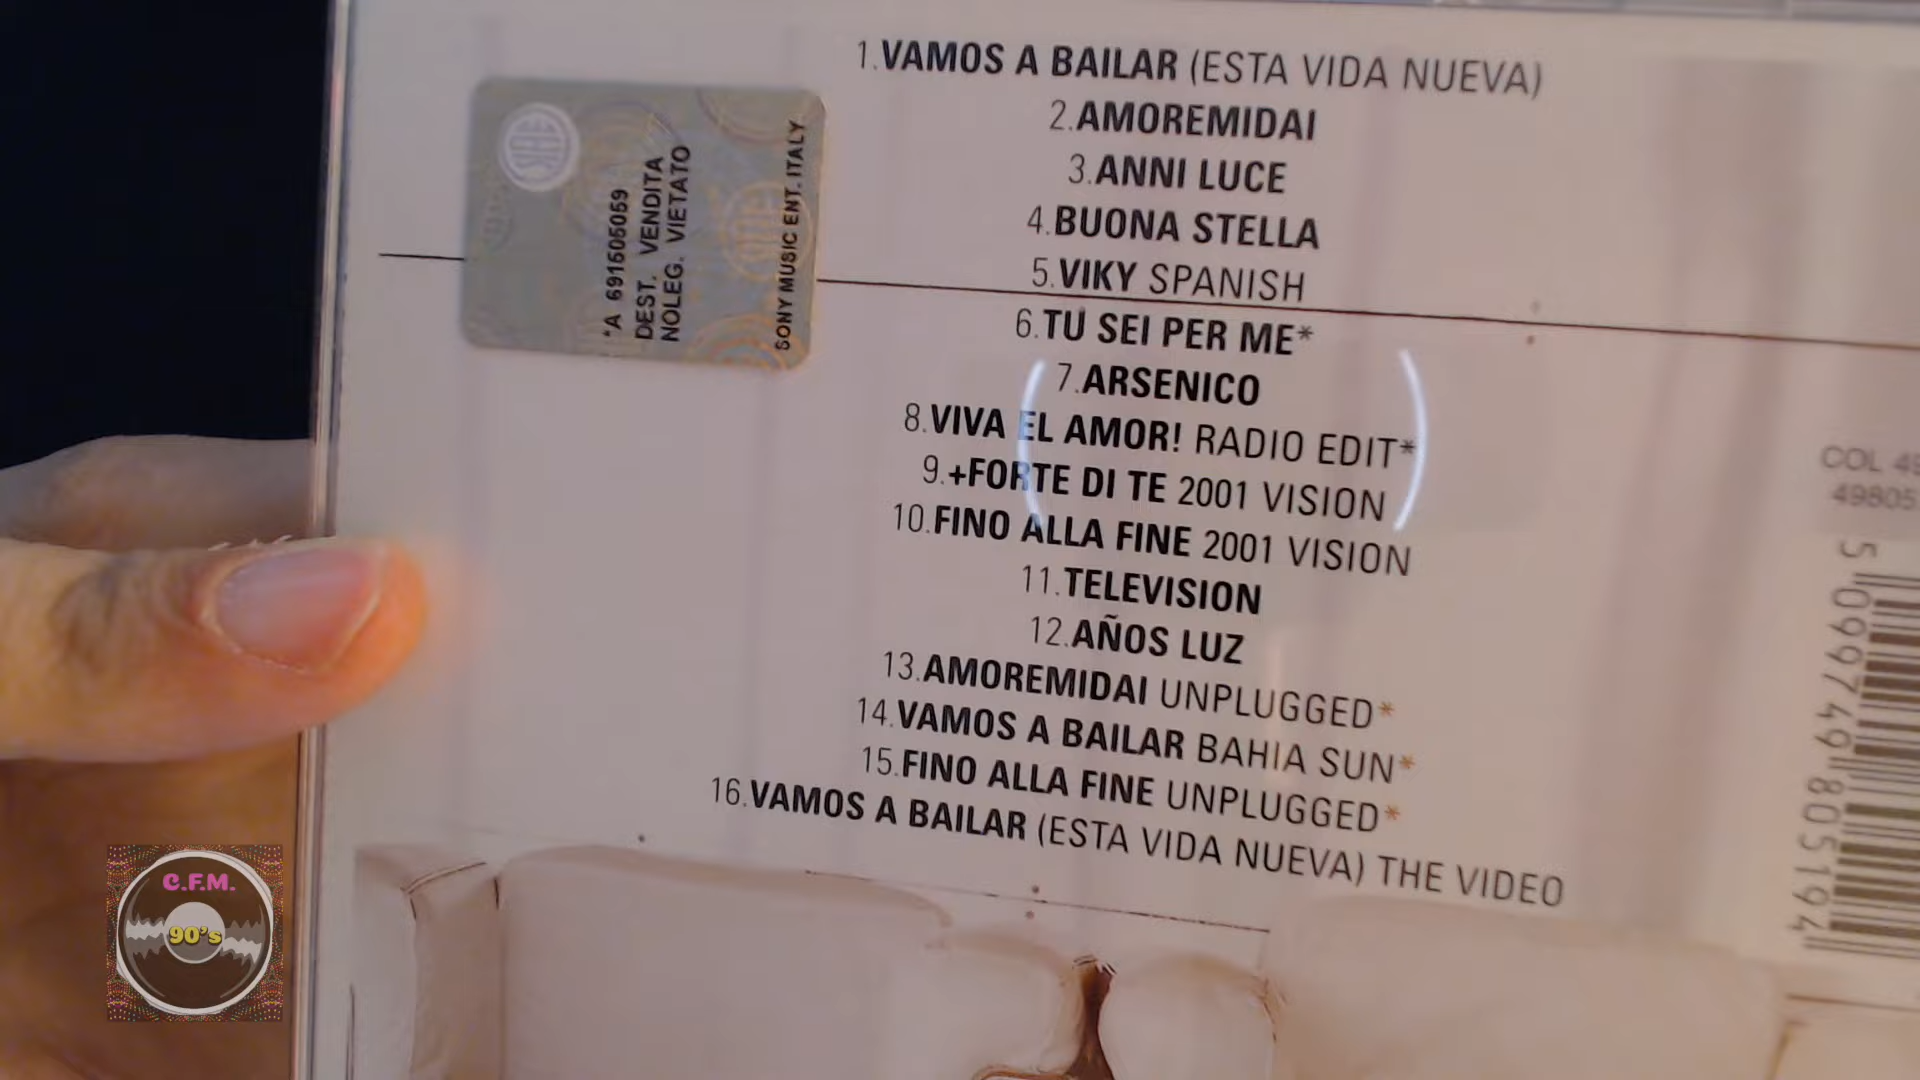 1.VAMOS A BAILAR (ESTA VIDA NUEVA)
2.AMOREMIDAI
3.ANNI LUCE
4.BUONA STELLA
5.VIKY SPANISH
6.TU SEI PER ME*
7.ARSENICO
8.VIVA EL AMOR! RADIO EDIT*
9.+FORTE DI TE 2001 VISION
10.FINO ALLA FINE 2001 VISION
11.TELEVISION
12.AÑOS LUZ
13.AMOREMIDAI UNPLUGGED*
14.VAMOS A BAILAR BAHIA SUN*
15.FINO ALLA FINE UNPLUGGED*
16.VAMOS A BAILAR (ESTA VIDA NUEVA) THE VIDEO
*A 691505059
DEST. VENDITA
NOLEG. VIETATO
SONY MUSIC ENT. ITALY
COL
5 099749 805194
C.F.M.
90's